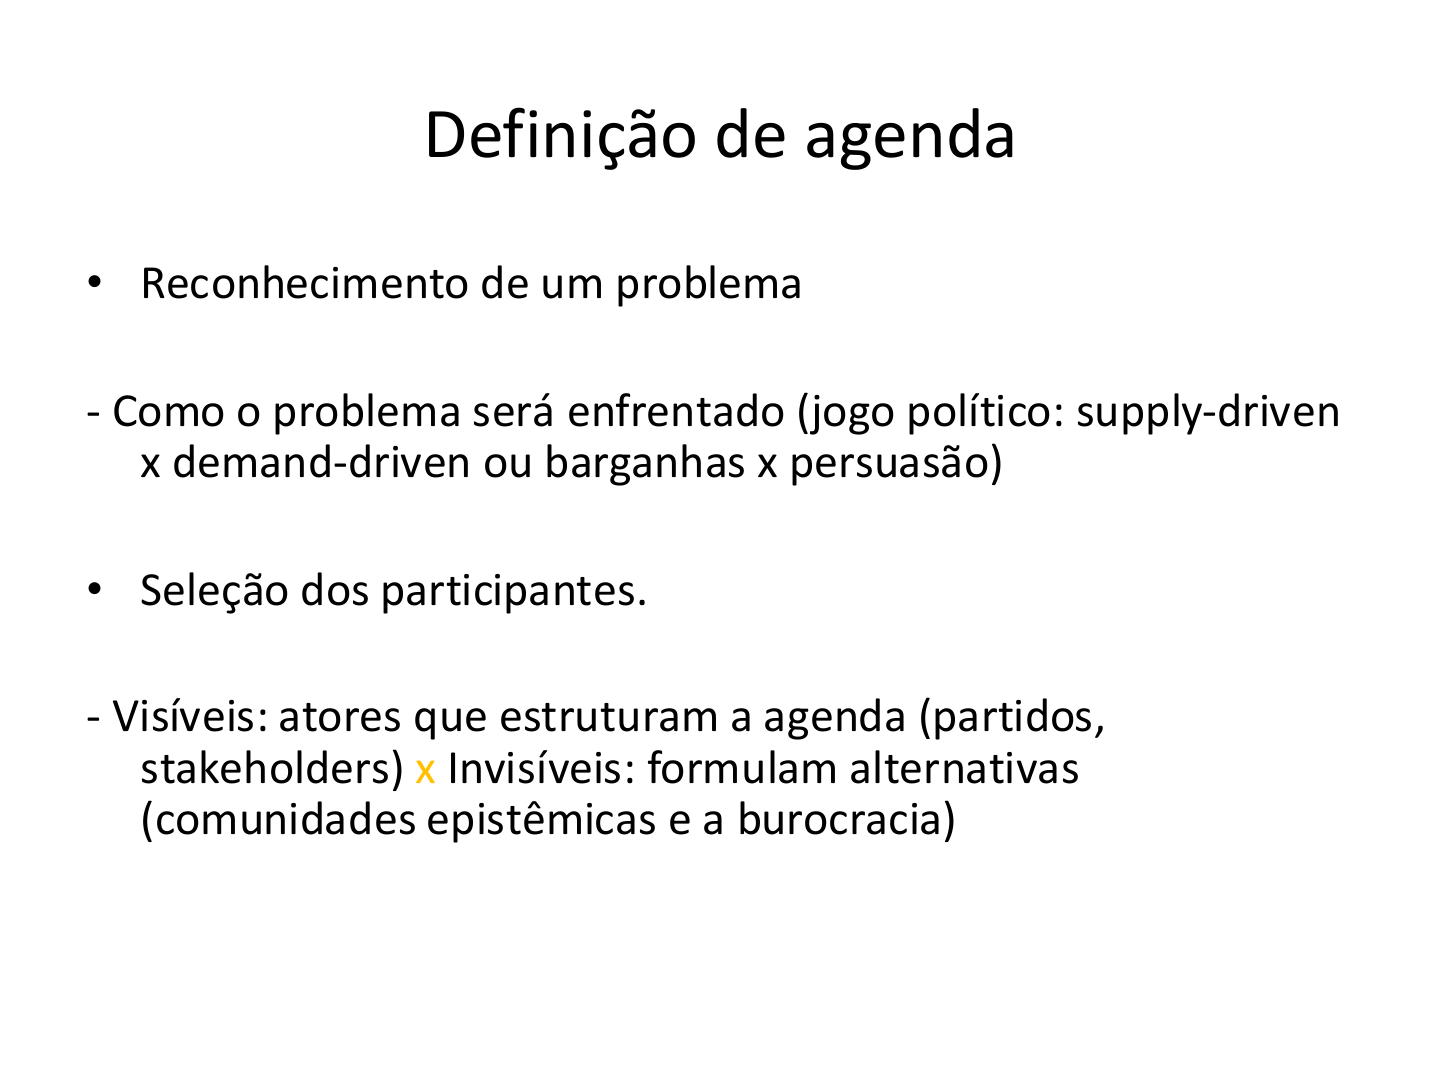 Definição de agenda
• Reconhecimento de um problema
- Como o problema será enfrentado (jogo político: supply-driven
x demand-driven ou barganhas x persuasão)
• Seleção dos participantes.
- Visíveis: atores que estruturam a agenda (partidos,
stakeholders) x Invisíveis: formulam alternativas
(comunidades epistêmicas e a burocracia)